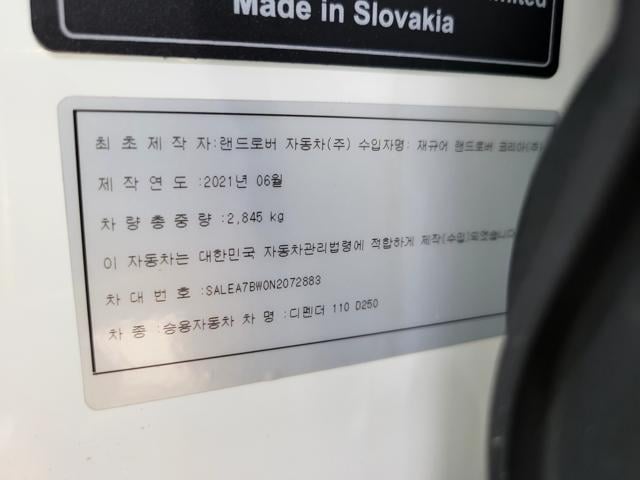 Limited
Made in Slovakia
최 초 제 작 자:랜드로버 자동차(주) 수입자명: 재규어 랜드로버 코리아(주)
제 작 연 도 :2021년 06월
차 량 총 중 량 :2,845 kg
이 자동차는 대한민국 자동차관리법령에 적합하게 제작(수입)되었습니다
차 대 번 호 :SALEA7BW0N2072883
차 종 :승용자동차 차 명 :디펜더 110 D250